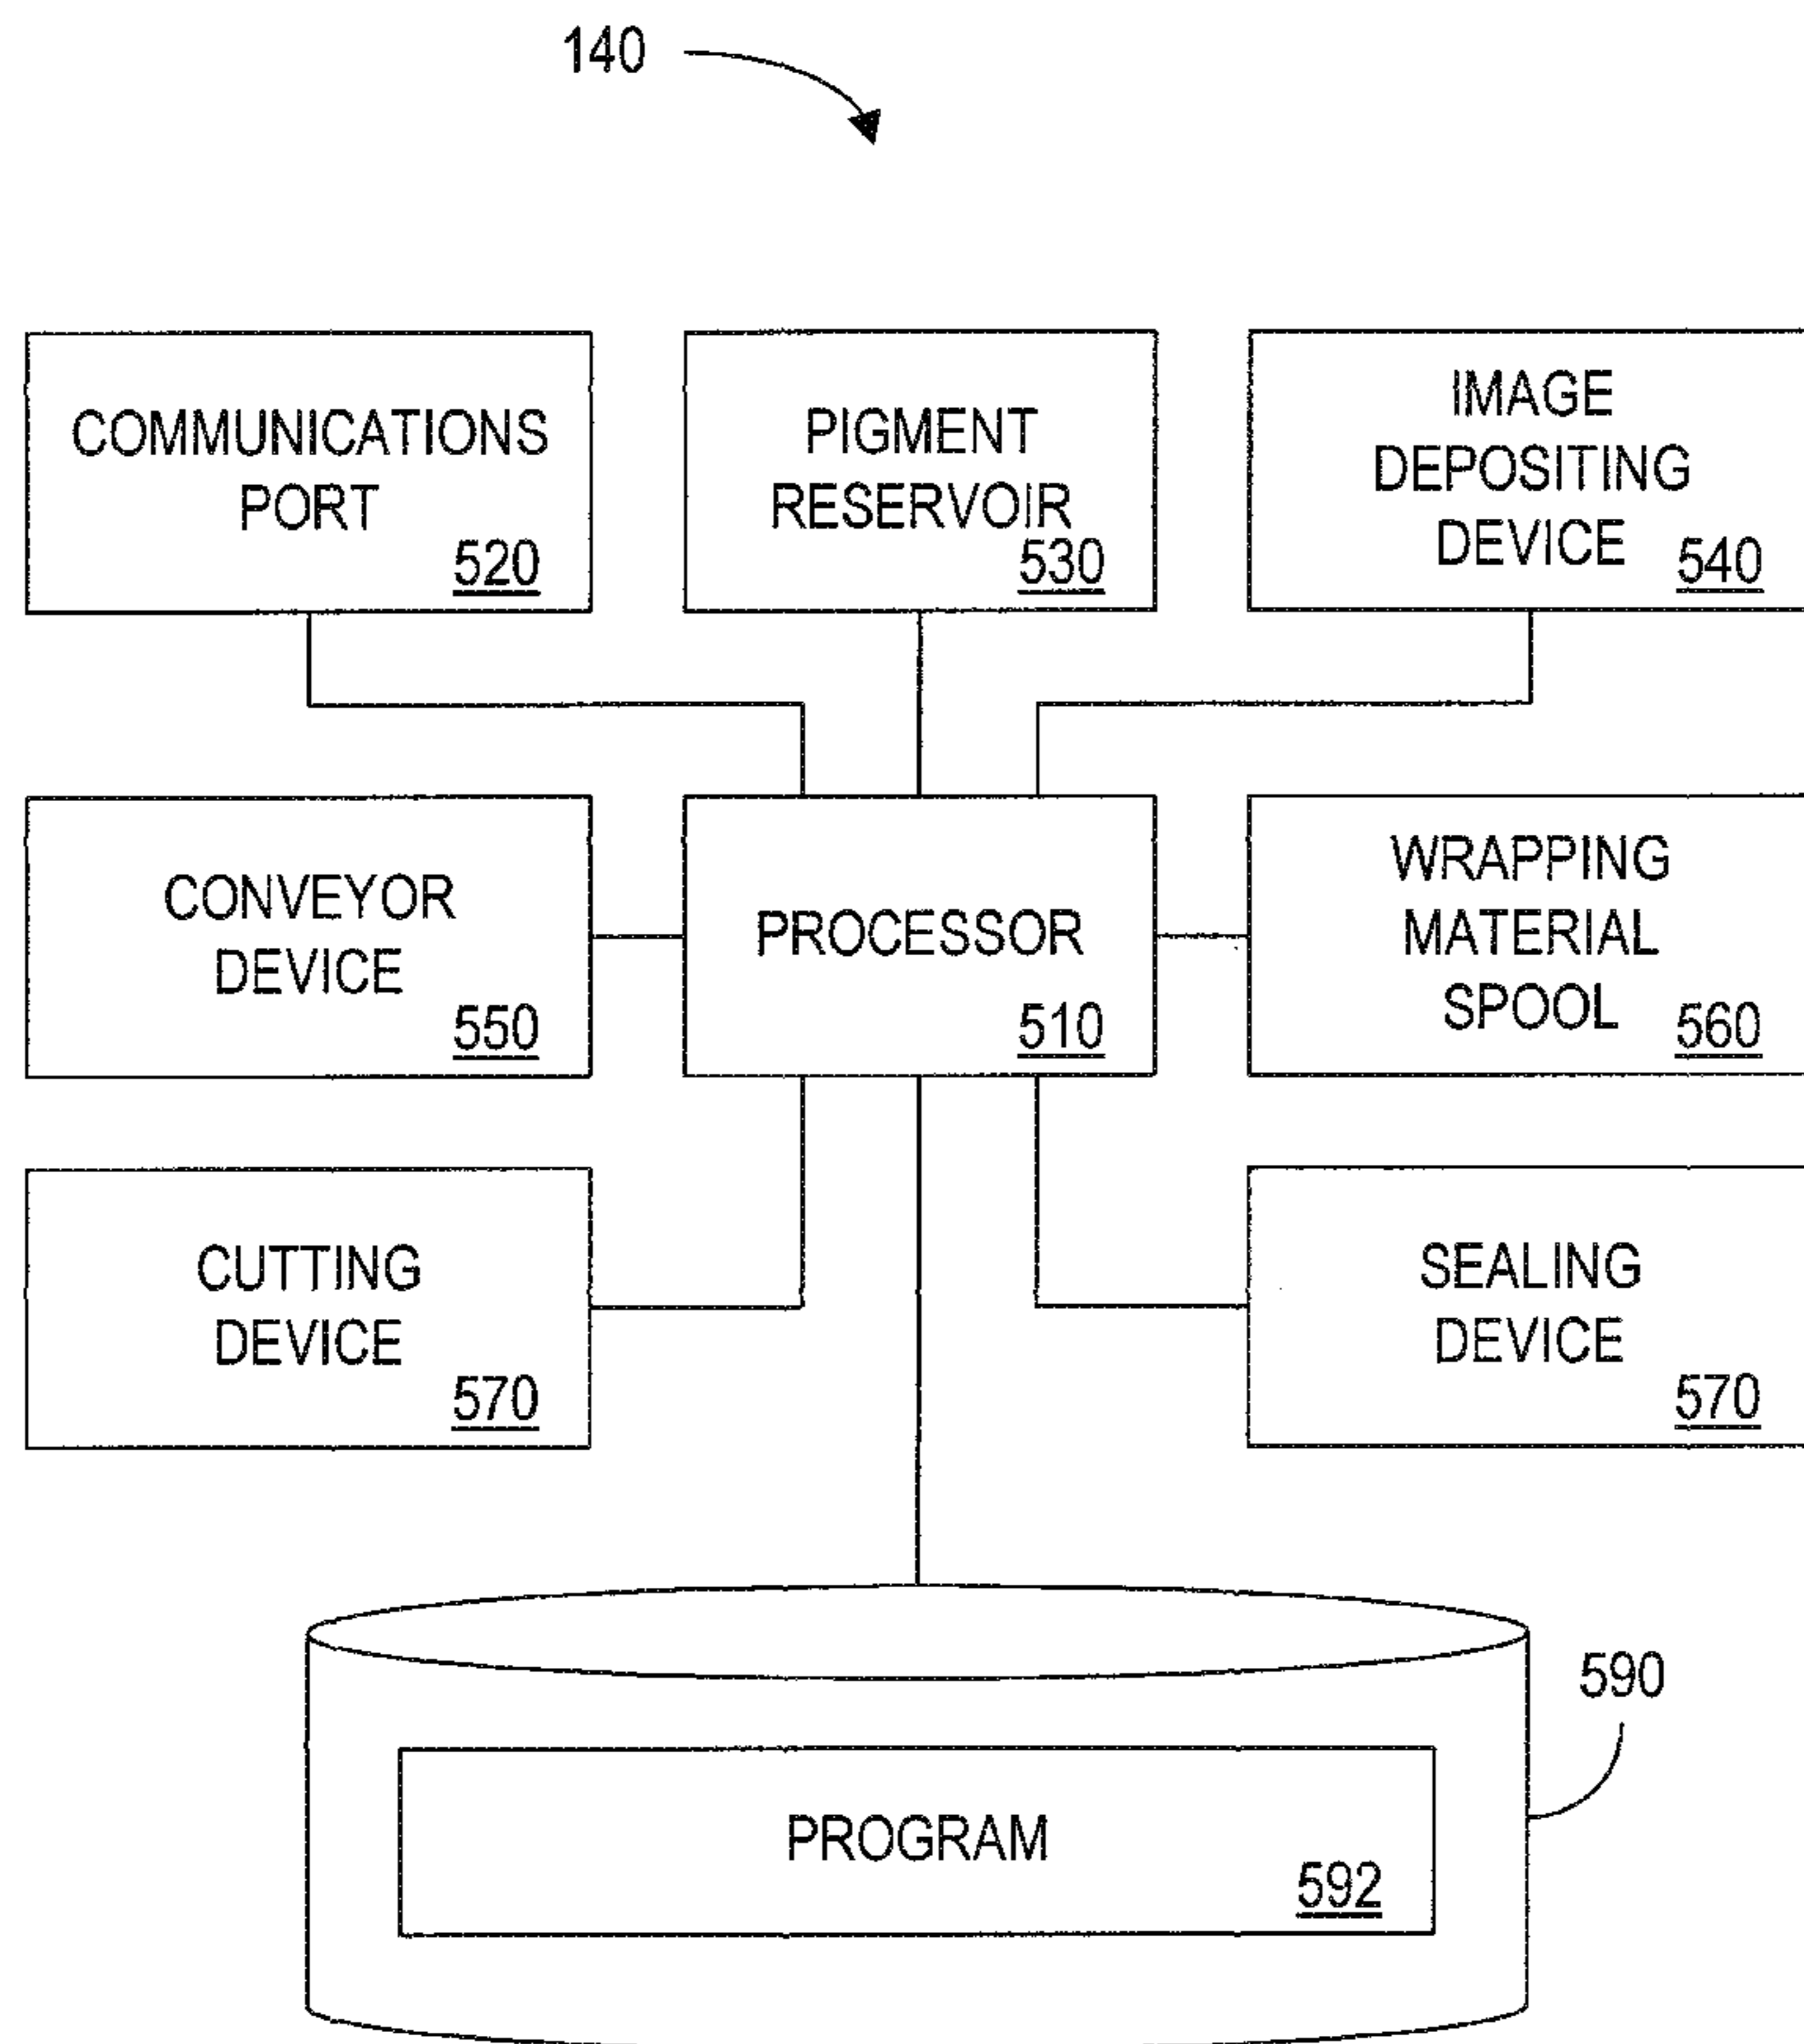 140
COMMUNICATIONS
PORT
520
PIGMENT
RESERVOIR
530
IMAGE
DEPOSITING
DEVICE
540
CONVEYOR
DEVICE
550
PROCESSOR
510
WRAPPING
MATERIAL
SPOOL
560
CUTTING
DEVICE
570
SEALING
DEVICE
570
590
PROGRAM
592